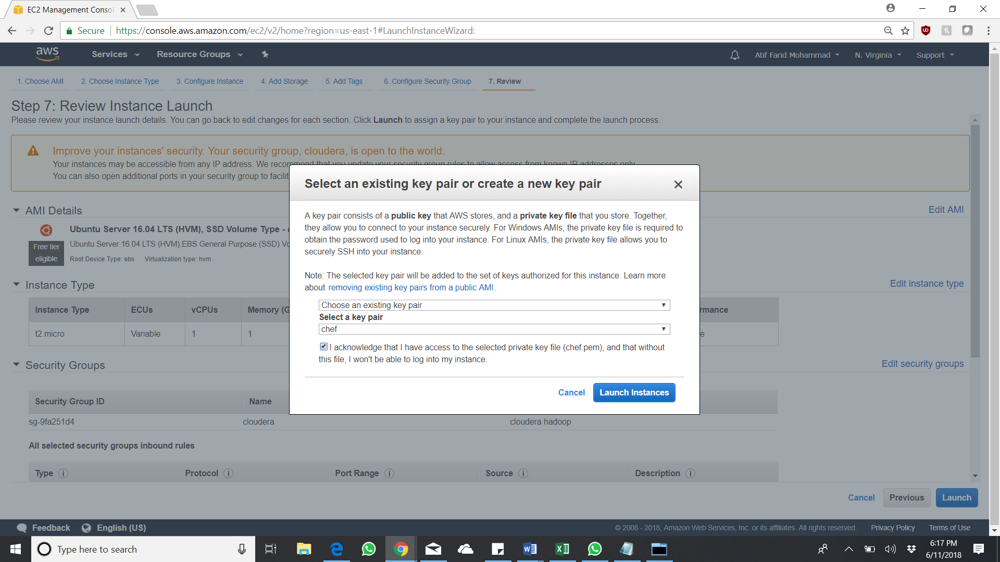 EC2 Management Conso
Secure
https://console.aws.amazon.com/ec2/v2/home?region=us-east-1#LaunchInstanceWizard:
aws
Services
Resource Groups
Atif Farid Mohammad
N. Virginia
Support
1. Choose AMI
2. Choose Instance Type
3. Configure Instance
4. Add Storage
5. Add Tags
6. Configure Security Group
7. Review
Step 7: Review Instance Launch
Please review your instance launch details. You can go back to edit changes for each section. Click Launch to assign a key pair to your instance and complete the launch process.
Improve your instances' security. Your security group, cloudera, is open to the world.
Your instances may be accessible from any IP address. We recommend that you update your security group rules to allow access from known IP addresses only.
You can also open additional ports in your security group to facilit
Select an existing key pair or create a new key pair
A key pair consists of a public key that AWS stores, and a private key file that you store. Together,
they allow you to connect to your instance securely. For Windows AMIs, the private key file is required to
obtain the password used to log into your instance. For Linux AMIs, the private key file allows you to
securely SSH into your instance.
Note: The selected key pair will be added to the set of keys authorized for this instance. Learn more
about removing existing key pairs from a public AMI .
Choose an existing key pair
Select a key pair
chef
I acknowledge that I have access to the selected private key file (chef.pem), and that without
this file, I won't be able to log into my instance.
Cancel
Launch Instances
AMI Details
Edit AMI
Ubuntu Server 16.04 LTS (HVM), SSD Volume Type -
Free tier
eligible
Ubuntu Server 16.04 LTS (HVM),EBS General Purpose (SSD) Vo
Root Device Type: ebs
Virtualization type: hvm
Instance Type
Edit instance type
Instance Type
ECUs
vCPUs
Memory (G
rmance
t2.micro
Variable
1
1
e
Security Groups
Edit security groups
Security Group ID
Name
sg-9fa251d4
cloudera
cloudera hadoop
All selected security groups inbound rules
Type
Protocol
Port Range
Source
Description
Cancel
Previous
Launch
Feedback
English (US)
© 2008 - 2018, Amazon Web Services, Inc. or its affiliates. All rights reserved.
Privacy Policy
Terms of Use
Type here to search
6:17 PM
6/11/2018